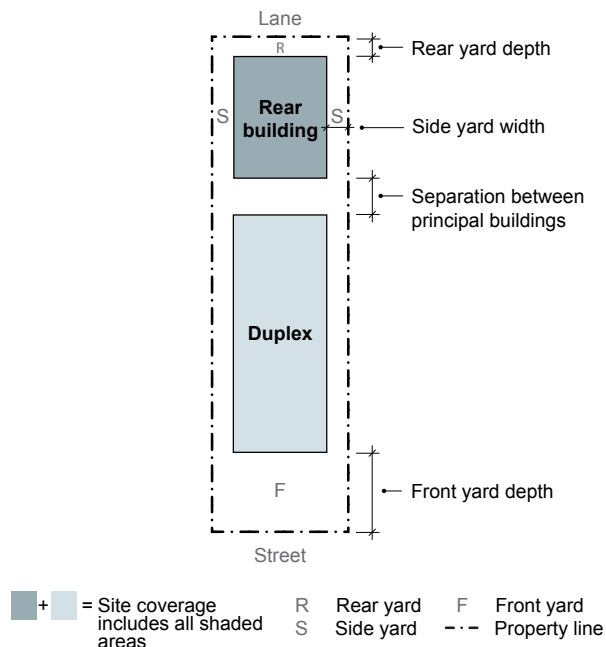 Lane
R
Rear yard depth
S
Rear
building
S
Side yard width
Separation between
principal buildings
Duplex
F
Front yard depth
Street
+ = Site coverage
includes all shaded
areas
R Rear yard
S Side yard
F Front yard
Property line